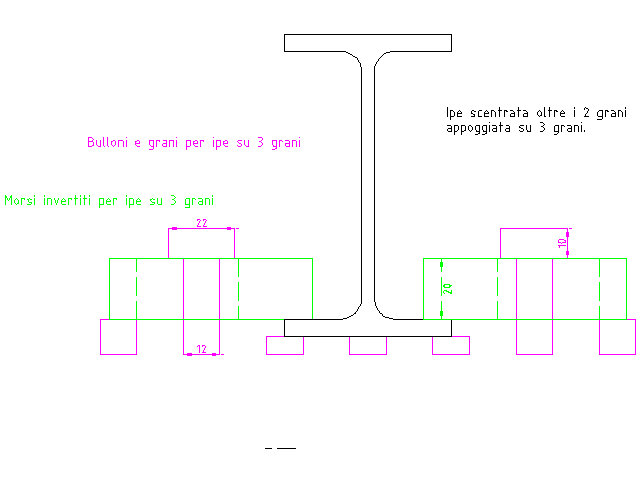 Ipe scentrata oltre i 2 grani
appoggiata su 3 grani.
Bulloni e grani per ipe su 3 grani
Morsi invertiti per ipe su 3 grani
22
10
20
12